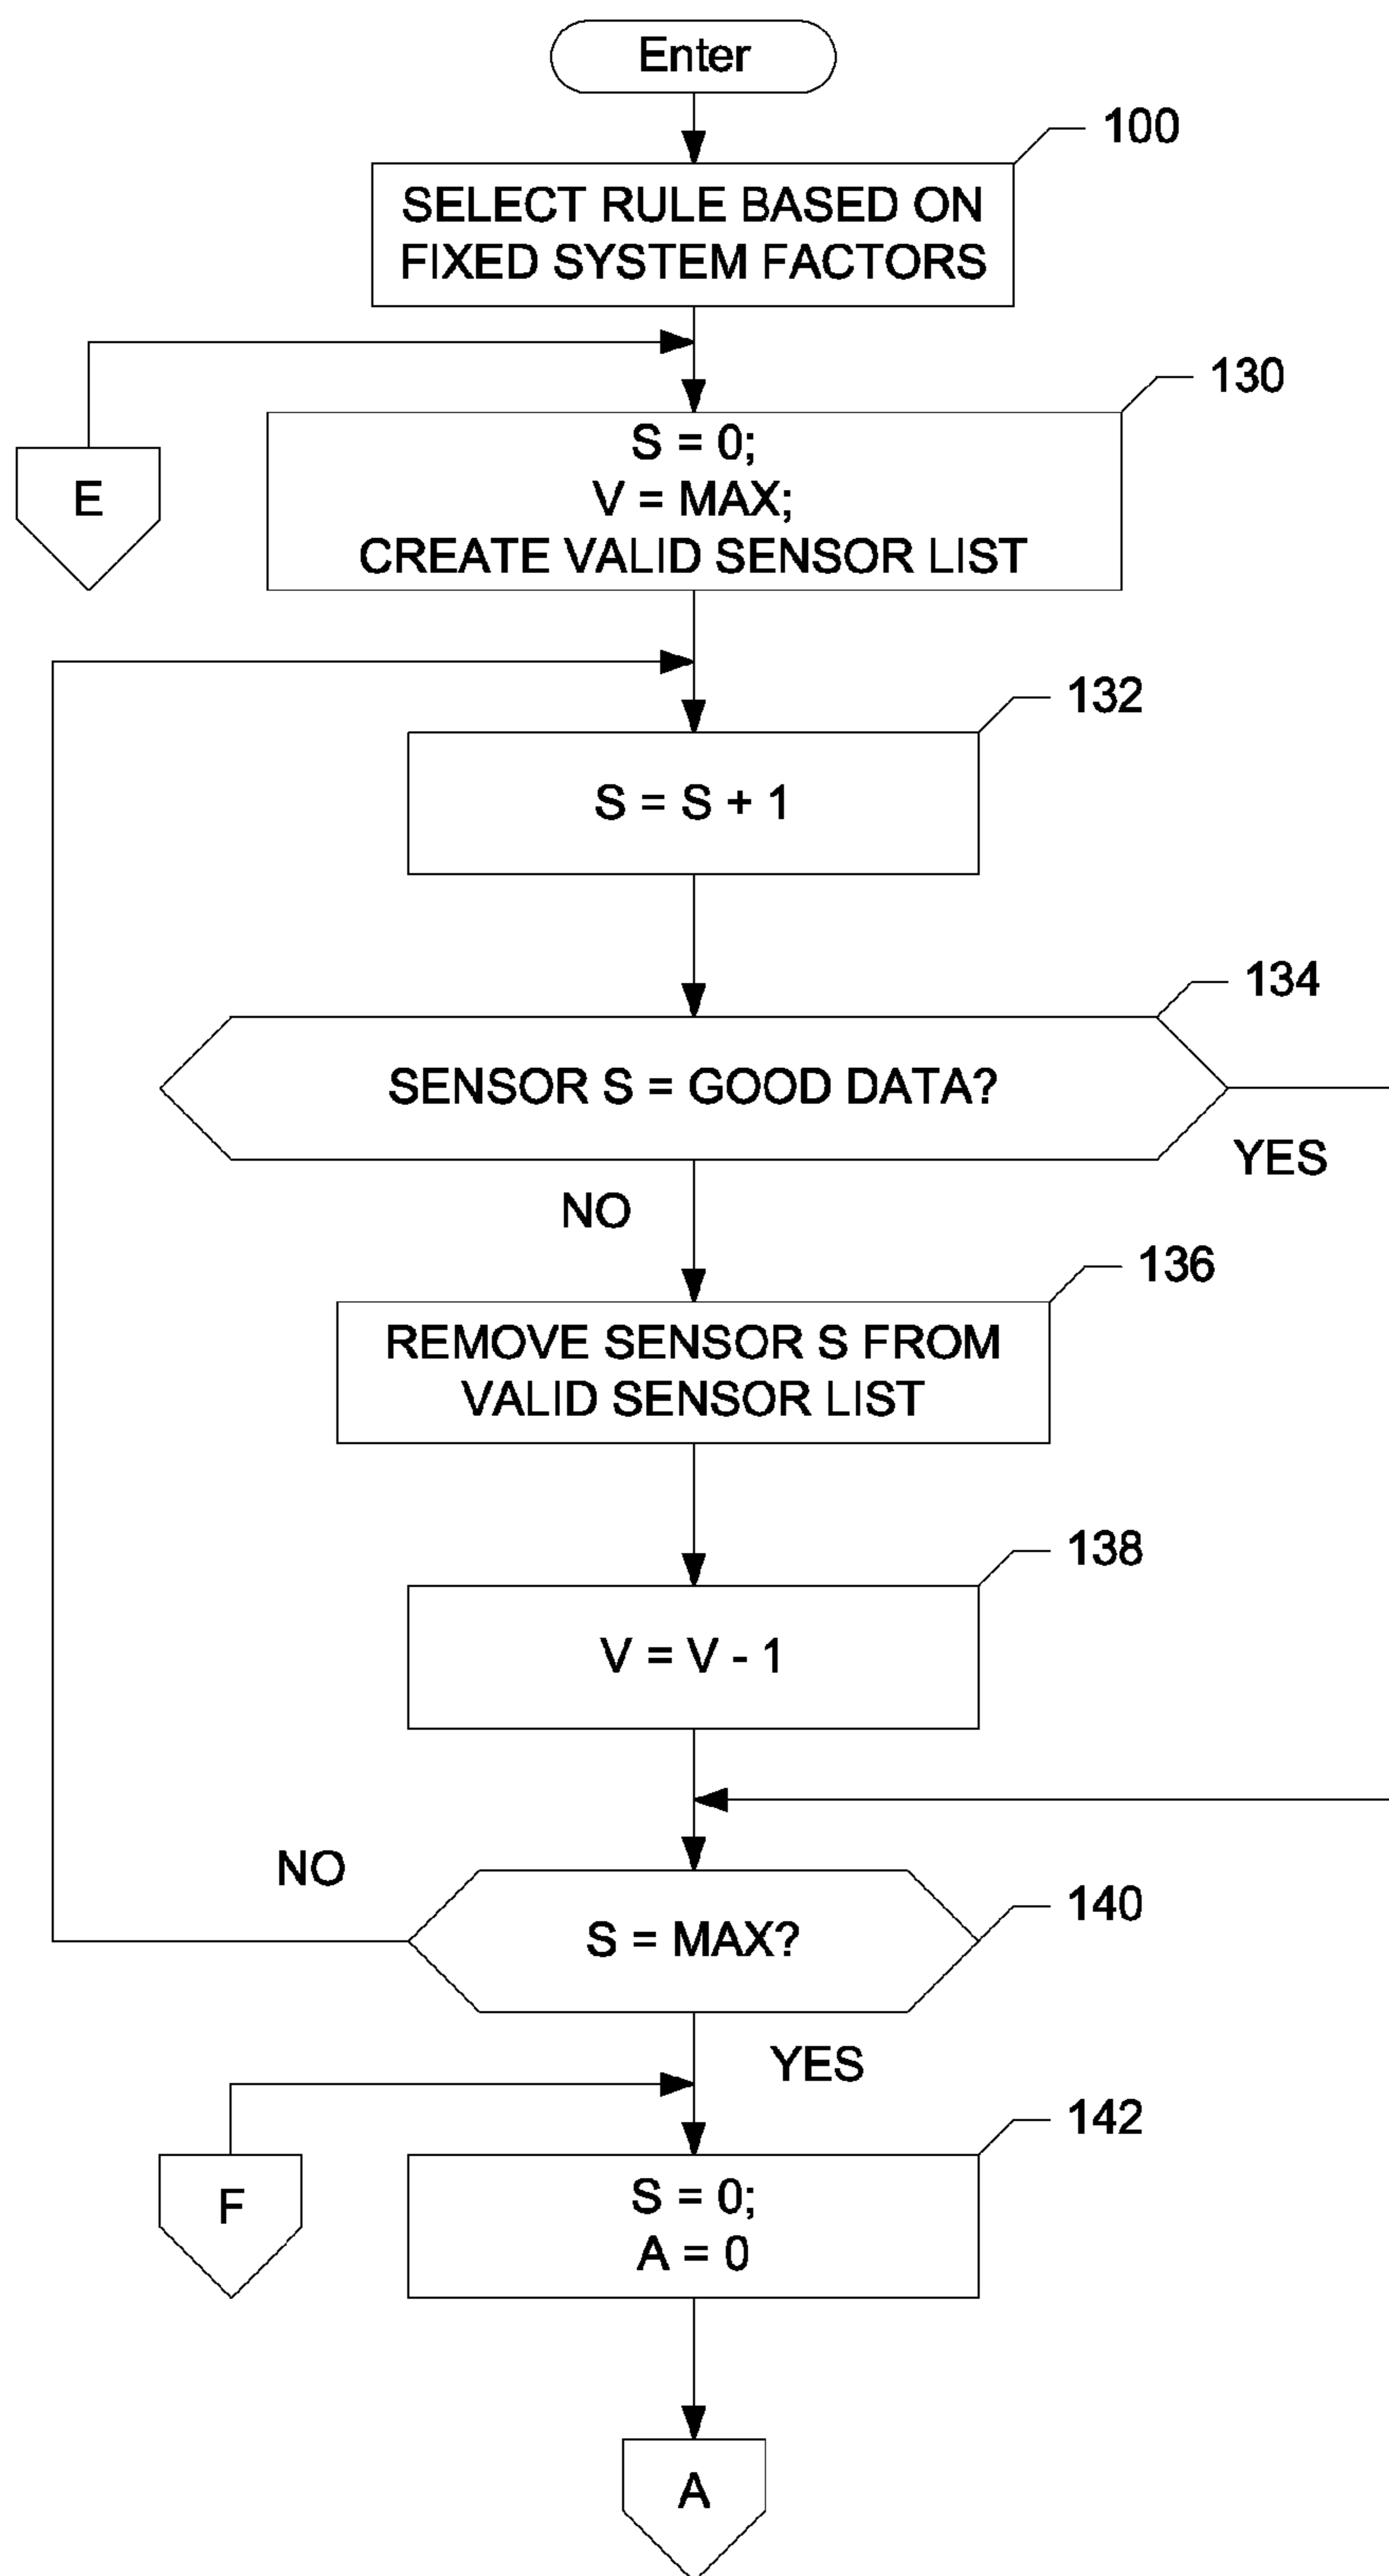 Enter
100
SELECT RULE BASED ON
FIXED SYSTEM FACTORS
130
S = 0;
V = MAX;
CREATE VALID SENSOR LIST
E
132
S = S + 1
134
SENSOR S = GOOD DATA?
YES
NO
136
REMOVE SENSOR S FROM
VALID SENSOR LIST
138
V = V - 1
NO
140
S = MAX?
YES
142
S = 0;
A = 0
F
A